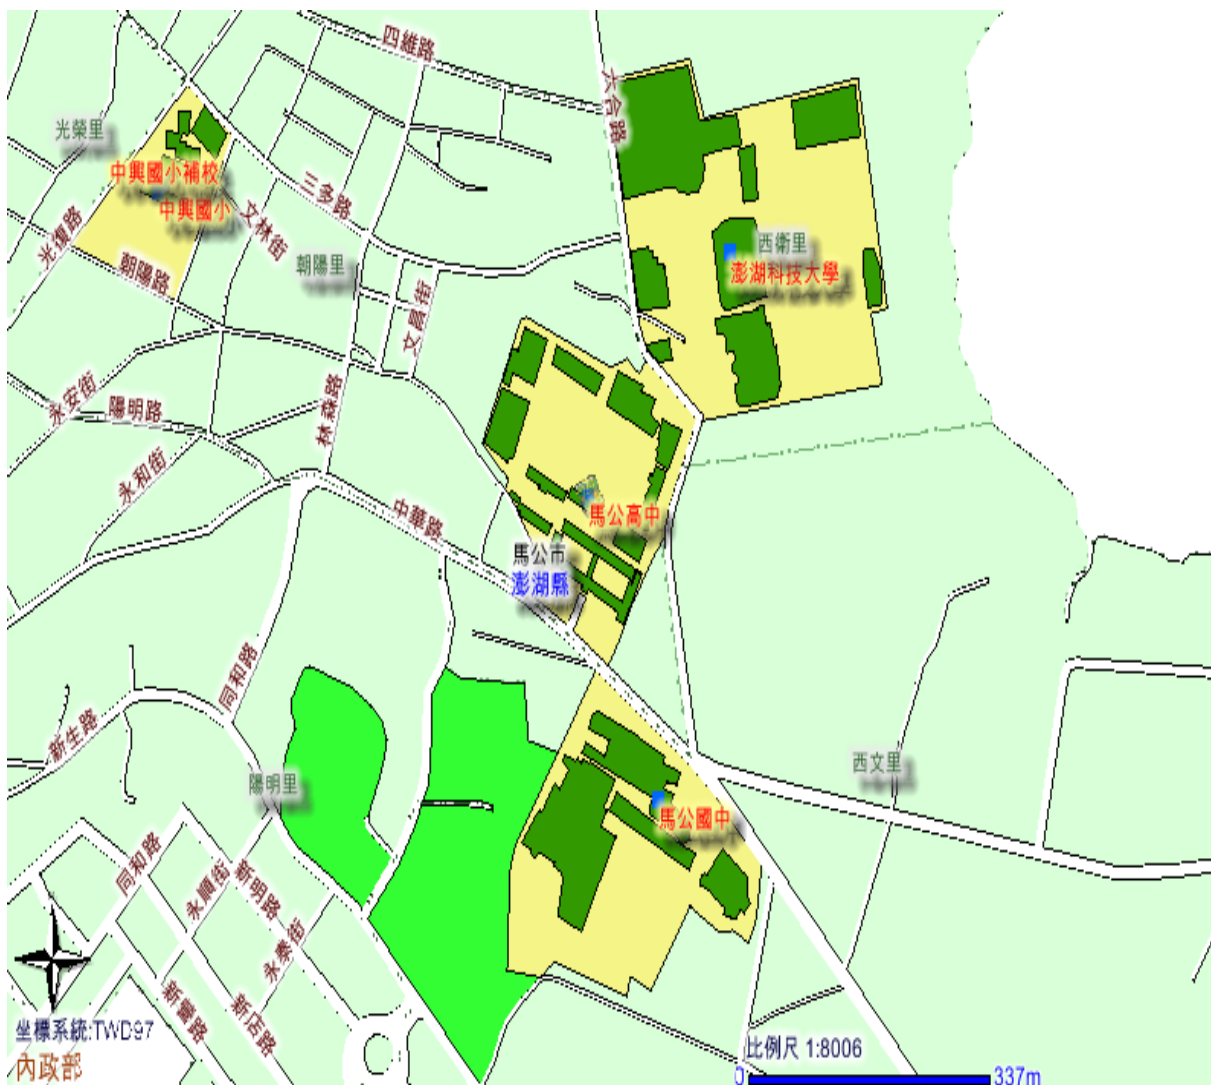 四維路
六合路
光榮里
中興國小補校
中興國小
三多路
文林街
西衛里
澎湖科技大學
光復路
朝陽路
朝陽里
文昌街
永安街
陽明路
林森路
永和街
中華路
馬公高中
馬公市
澎湖縣
同和路
新生路
陽明里
西文里
馬公國中
同和路
永順街
新明路
永泰街
新店路
坐標系統:TWD97
內政部
比例尺 1:8006
0
337m